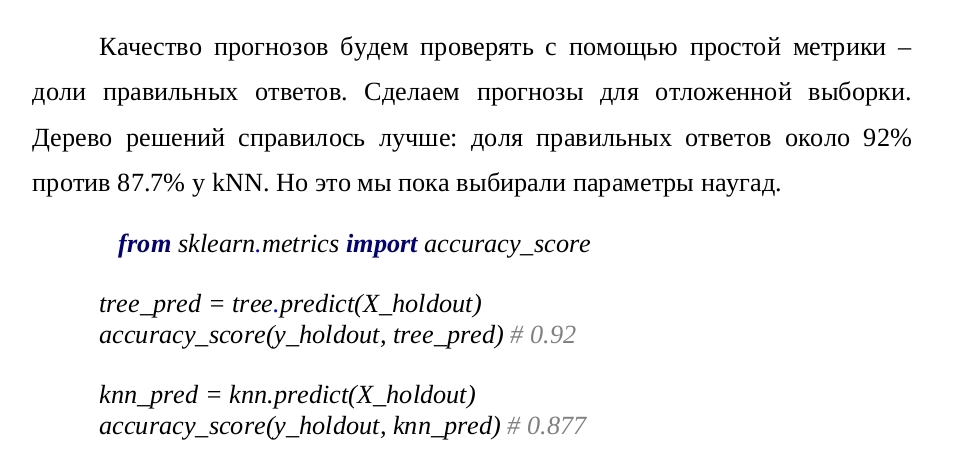 Качество прогнозов будем проверять с помощью простой метрики –
доли правильных ответов. Сделаем прогнозы для отложенной выборки.
Дерево решений справилось лучше: доля правильных ответов около 92%
против 87.7% у kNN. Но это мы пока выбирали параметры наугад.
from sklearn.metrics import accuracy_score
tree_pred = tree.predict(X_holdout)
accuracy_score(y_holdout, tree_pred) # 0.92
knn_pred = knn.predict(X_holdout)
accuracy_score(y_holdout, knn_pred) # 0.877